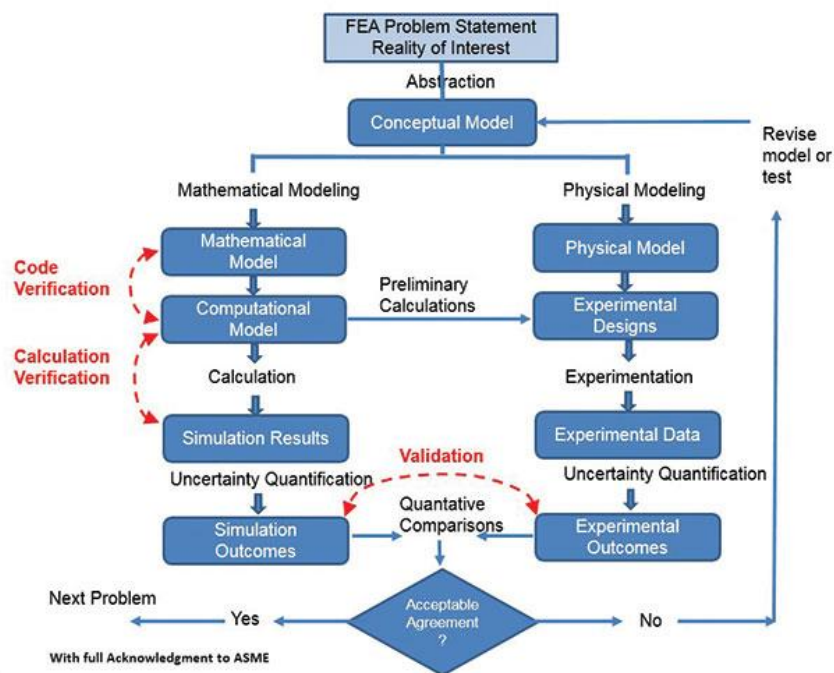 FEA Problem Statement
Reality of Interest
Abstraction
Conceptual Model
Revise
model or
test
Mathematical Modeling
Physical Modeling
Mathematical
Model
Physical Model
Code
Verification
Preliminary
Calculations
Computational
Model
Experimental
Designs
Calculation
Verification
Calculation
Experimentation
Simulation Results
Experimental Data
Validation
Uncertainty Quantification
Uncertainty Quantification
Quantative
Comparisons
Simulation
Outcomes
Experimental
Outcomes
Acceptable
Agreement
?
Next Problem
Yes
No
With full Acknowledgment to ASME